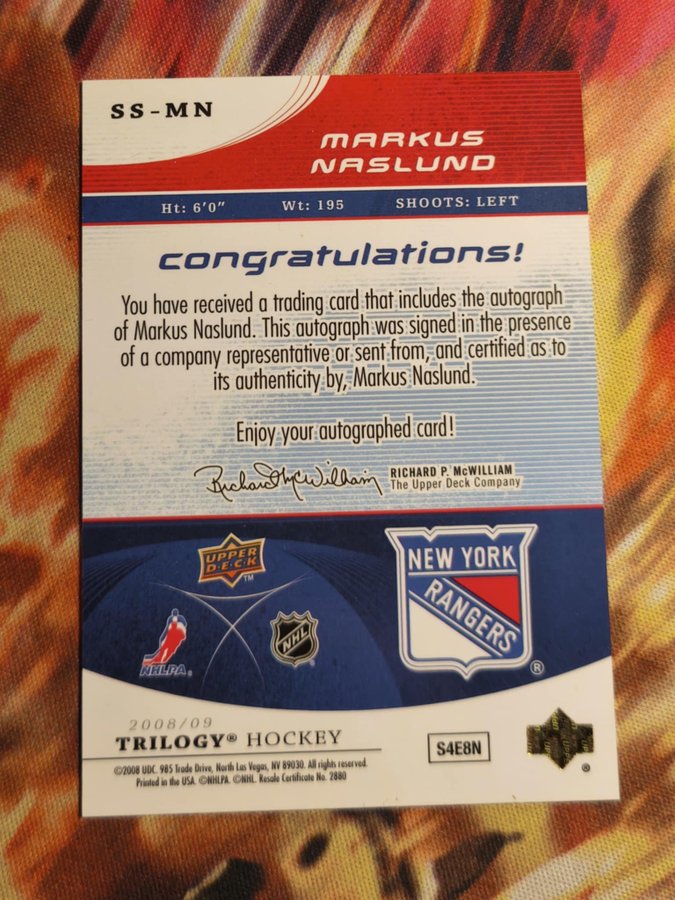 SS-MN
MARKUS
NASLUND
Ht: 6'0" Wt: 195 SHOOTS: LEFT
congratulations!
You have received a trading card that includes the autograph
of Markus Naslund. This autograph was signed in the presence
of a company representative or sent from, and certified as to
its authenticity by, Markus Naslund.
Enjoy your autographed card!
Richard McWilliam
RICHARD P. McWILLIAM
The Upper Deck Company
UPPER
D·E·C·K
TM
NEW YORK
RANGERS
®
NHLPA®
NHL
2008/09
TRILOGY® HOCKEY
S4E8N
©2008 UDC. 985 Trade Drive, North Las Vegas, NV 89030. All rights reserved.
Printed in the USA. ©NHLPA. ©NHL. Resale Certificate No. 2880
®